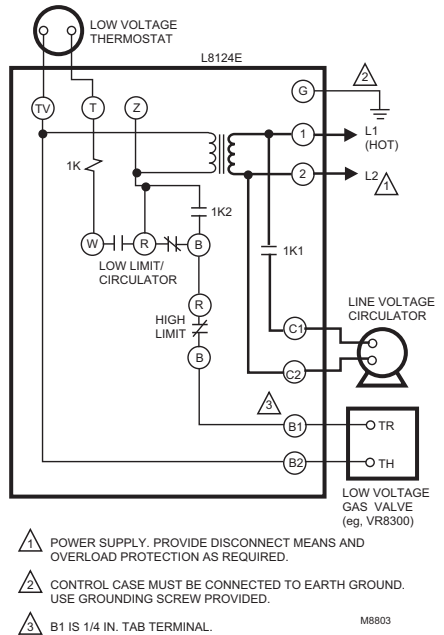 LOW VOLTAGE
THERMOSTAT
L8124E
TV
T
Z
G
2
1
L1
(HOT)
2
L2
1
1K
1K2
1K1
W
R
B
LOW LIMIT/
CIRCULATOR
R
HIGH
LIMIT
B
C1
C2
LINE VOLTAGE
CIRCULATOR
3
B1
TR
B2
TH
LOW VOLTAGE
GAS VALVE
(eg, VR8300)
1 POWER SUPPLY. PROVIDE DISCONNECT MEANS AND
OVERLOAD PROTECTION AS REQUIRED.
2 CONTROL CASE MUST BE CONNECTED TO EARTH GROUND.
USE GROUNDING SCREW PROVIDED.
3 B1 IS 1/4 IN. TAB TERMINAL.
M8803